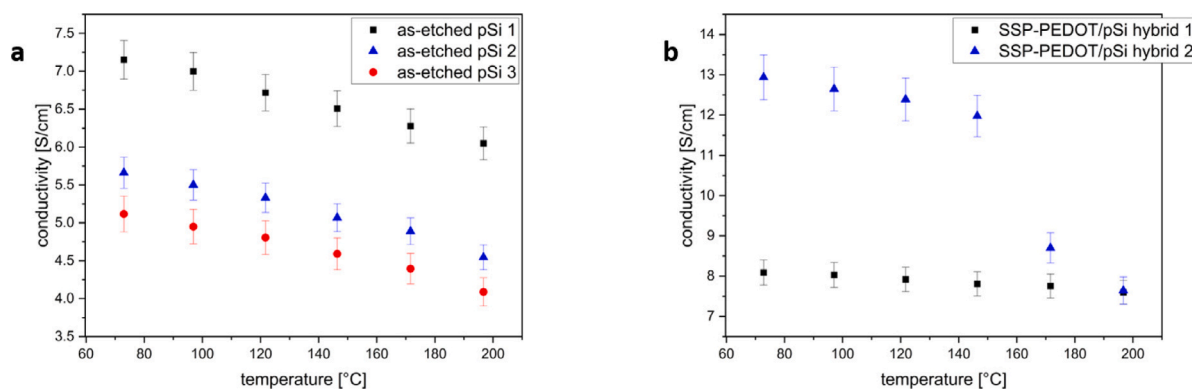 a
as-etched pSi 1
as-etched pSi 2
as-etched pSi 3
7.5
7.0
6.5
6.0
5.5
5.0
4.5
4.0
3.5
conductivity [S/cm]
60 80 100 120 140 160 180 200
temperature [°C]
b
SSP-PEDOT/pSi hybrid 1
SSP-PEDOT/pSi hybrid 2
14
13
12
11
10
9
8
7
conductivity [S/cm]
60 80 100 120 140 160 180 200
temperature [°C]